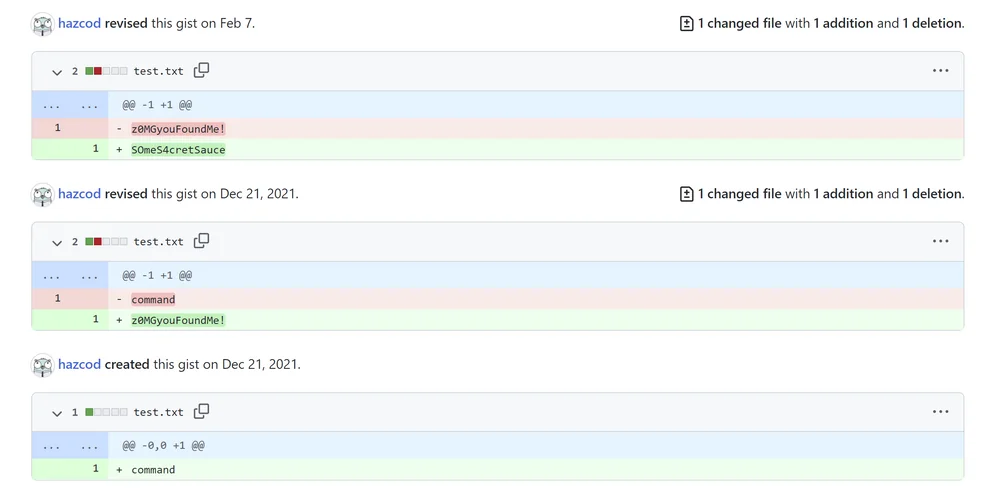 hazcod revised this gist on Feb 7. 1 changed file with 1 addition and 1 deletion.
2 test.txt ...
... ... @@ -1 +1 @@
1 - z0MGyouFoundMe!
1 + SOmeS4cretSauce
hazcod revised this gist on Dec 21, 2021. 1 changed file with 1 addition and 1 deletion.
2 test.txt ...
... ... @@ -1 +1 @@
1 - command
1 + z0MGyouFoundMe!
hazcod created this gist on Dec 21, 2021.
1 test.txt ...
... ... @@ -0,0 +1 @@
1 + command